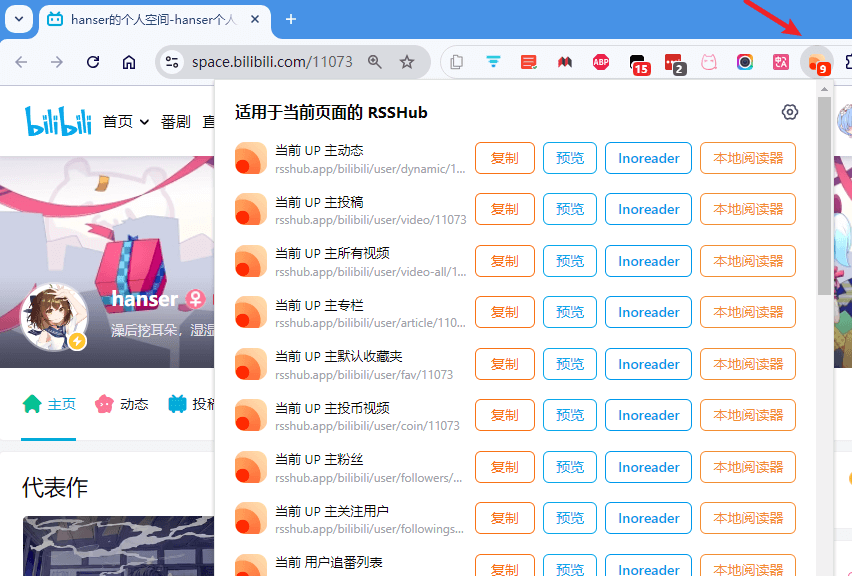 hanser的个人空间-hanser个人
space.bilibili.com/11073
ABP
15
2
9
bilibili
首页
番剧
直
适用于当前页面的 RSSHub
当前 UP 主动态
rsshub.app/bilibili/user/dynamic/1...
复制 预览 Inoreader 本地阅读器
当前 UP 主投稿
rsshub.app/bilibili/user/video/11073
复制 预览 Inoreader 本地阅读器
当前 UP 主所有视频
rsshub.app/bilibili/user/video-all/1...
复制 预览 Inoreader 本地阅读器
当前 UP 主专栏
rsshub.app/bilibili/user/article/110...
复制 预览 Inoreader 本地阅读器
当前 UP 主默认收藏夹
rsshub.app/bilibili/user/fav/11073
复制 预览 Inoreader 本地阅读器
当前 UP 主投币视频
rsshub.app/bilibili/user/coin/11073
复制 预览 Inoreader 本地阅读器
当前 UP 主粉丝
rsshub.app/bilibili/user/followers/...
复制 预览 Inoreader 本地阅读器
当前 UP 主关注用户
rsshub.app/bilibili/user/followings...
复制 预览 Inoreader 本地阅读器
当前 用户追番列表
复制 预览 Inoreader 本地阅读器
hanser
澡后挖耳朵，湿湿
主页
动态
投稿
代表作